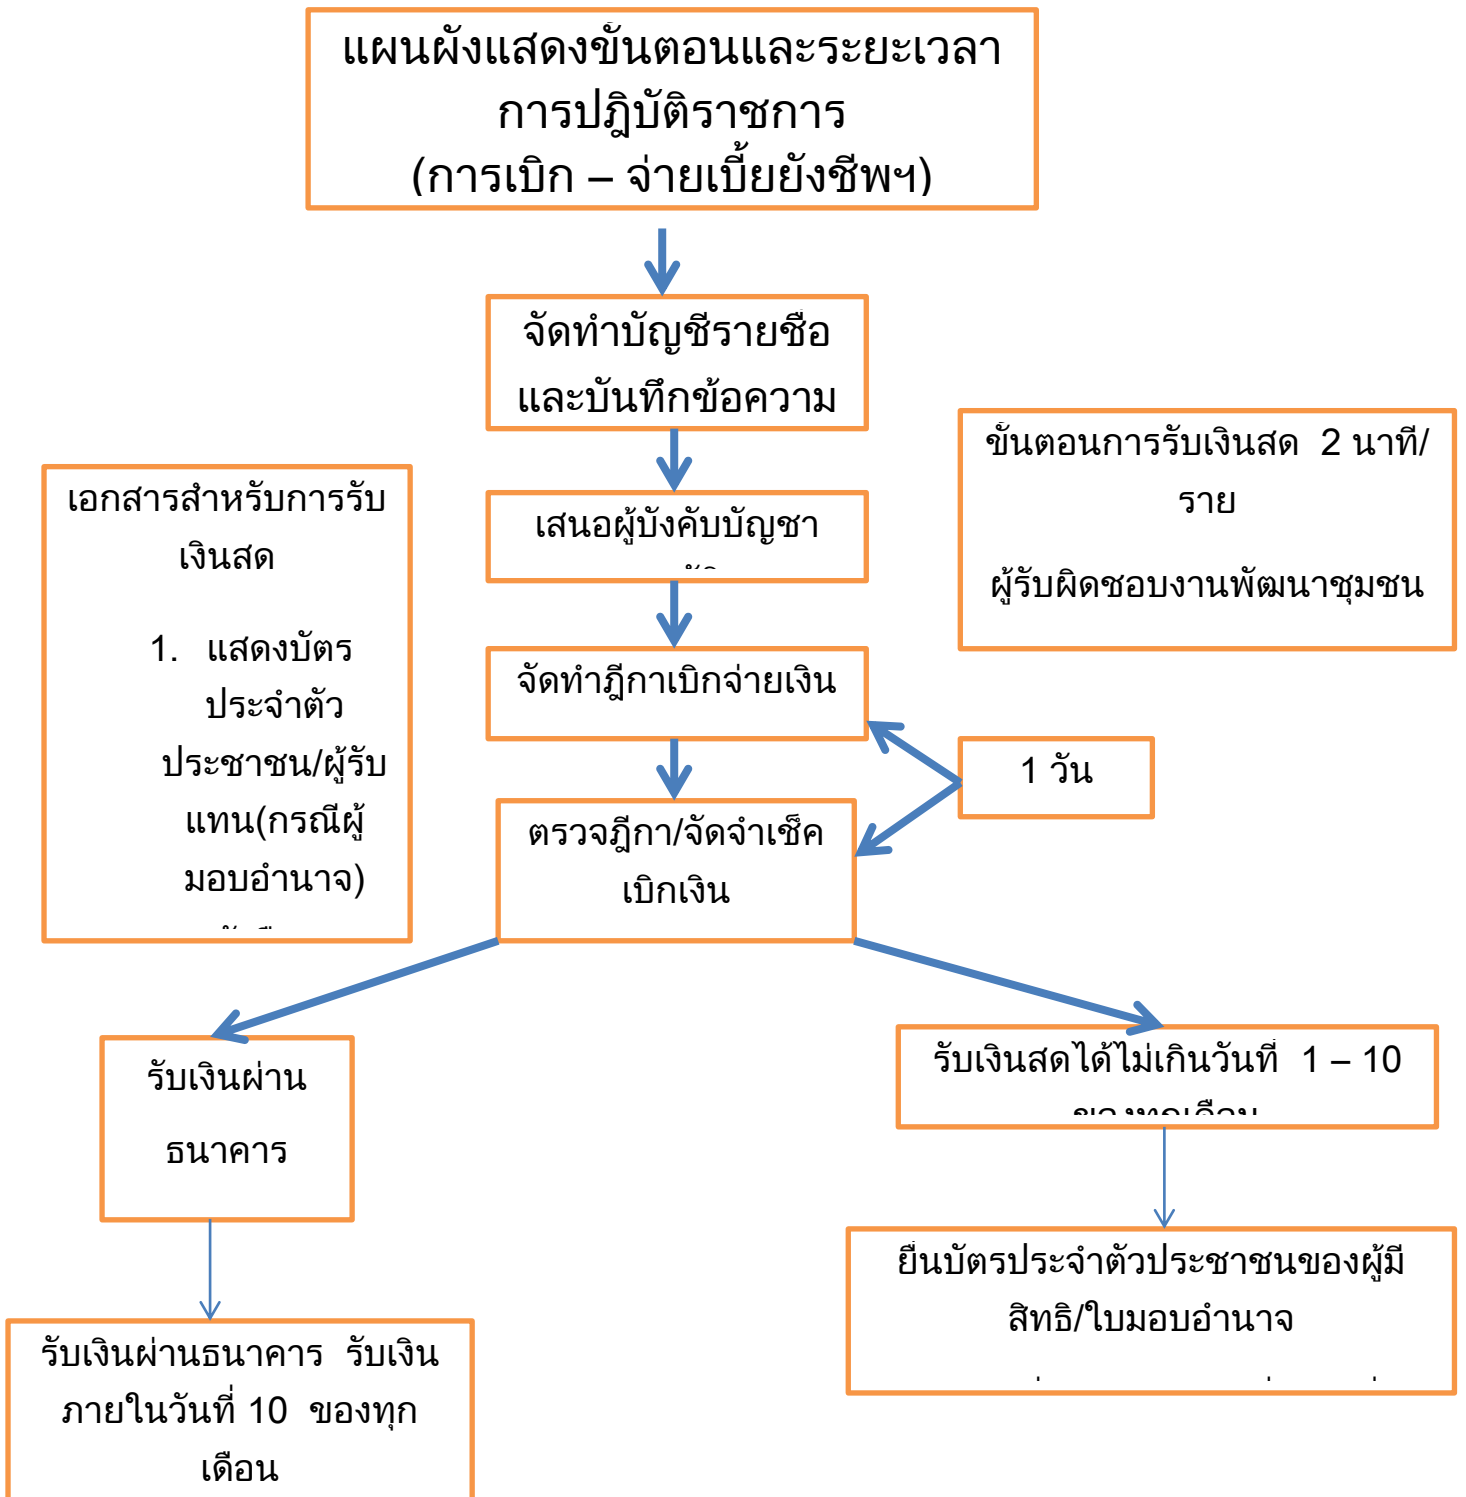 แผนผังแสดงขั้นตอนและระยะเวลา
การปฎิบัติราชการ
(การเบิก – จ่ายเบี้ยยังชีพฯ)
จัดทำบัญชีรายชื่อ
และบันทึกข้อความ
เสนอผู้บังคับบัญชา
จัดทำฎีกาเบิกจ่ายเงิน
ตรวจฎีกา/จัดจำเช็ค
เบิกเงิน
1 วัน
ขั้นตอนการรับเงินสด 2 นาที/
ราย
ผู้รับผิดชอบงานพัฒนาชุมชน
เอกสารสำหรับการรับ
เงินสด
1. แสดงบัตร
ประจำตัว
ประชาชน/ผู้รับ
แทน(กรณีผู้
มอบอำนาจ)
รับเงินผ่าน
ธนาคาร
รับเงินผ่านธนาคาร รับเงิน
ภายในวันที่ 10 ของทุก
เดือน
รับเงินสดได้ไม่เกินวันที่ 1 – 10
ของทุกเดือน
ยื่นบัตรประจำตัวประชาชนของผู้มี
สิทธิ/ใบมอบอำนาจ